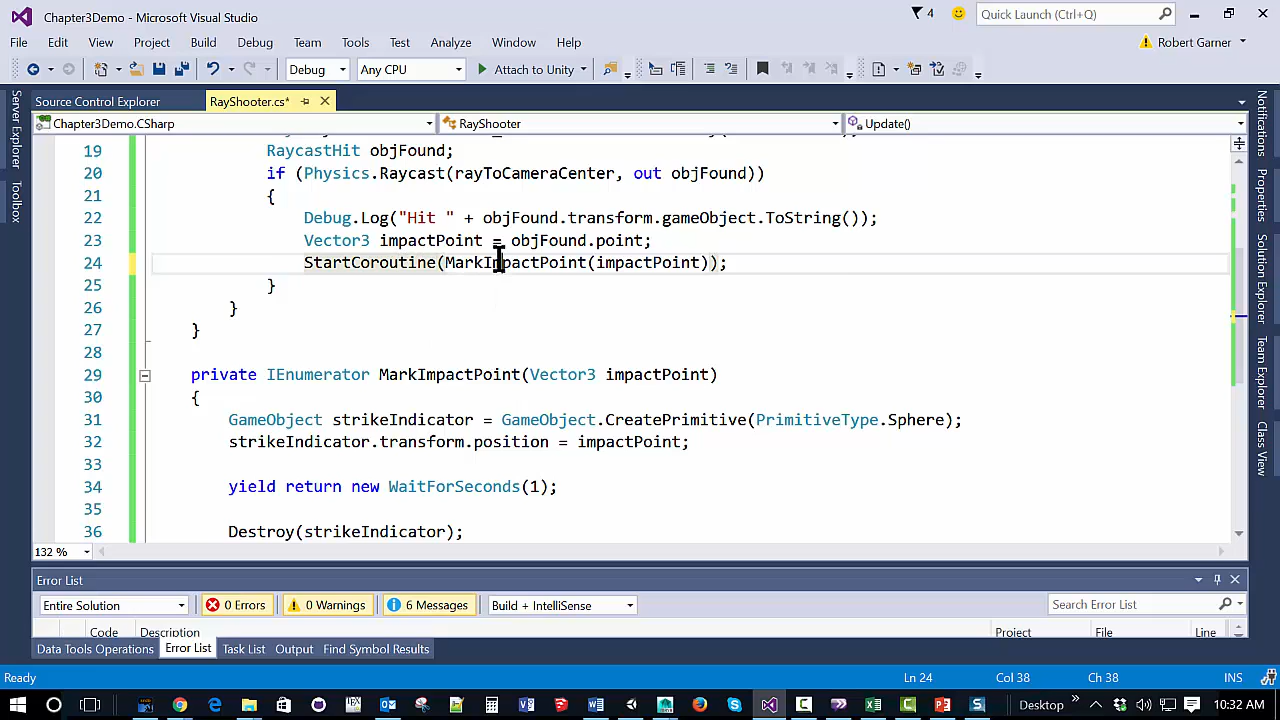 Chapter3Demo - Microsoft Visual Studio
4
Quick Launch (Ctrl+Q)
File Edit View Project Build Debug Team Tools Test Analyze Window Help
Robert Garner
Debug Any CPU Attach to Unity
Source Control Explorer RayShooter.cs*
Chapter3Demo.CSharp RayShooter Update()
19 RaycastHit objFound;
20 if (Physics.Raycast(rayToCameraCenter, out objFound))
21 {
22 Debug.Log("Hit " + objFound.transform.gameObject.ToString());
23 Vector3 impactPoint = objFound.point;
24 StartCoroutine(MarkImpactPoint(impactPoint));
25 }
26 }
27 }
28
29 private IEnumerator MarkImpactPoint(Vector3 impactPoint)
30 {
31 GameObject strikeIndicator = GameObject.CreatePrimitive(PrimitiveType.Sphere);
32 strikeIndicator.transform.position = impactPoint;
33
34 yield return new WaitForSeconds(1);
35
36 Destroy(strikeIndicator);
Server Explorer
Toolbox
Notifications
Properties
Solution Explorer
Team Explorer
Class View
132 %
Error List
Entire Solution 0 Errors 0 Warnings 6 Messages Build + IntelliSense Search Error List
Code Description Project File Line
Data Tools Operations Error List Task List Output Find Symbol Results
Ready Ln 24 Col 38 Ch 38 INS
Desktop 10:32 AM